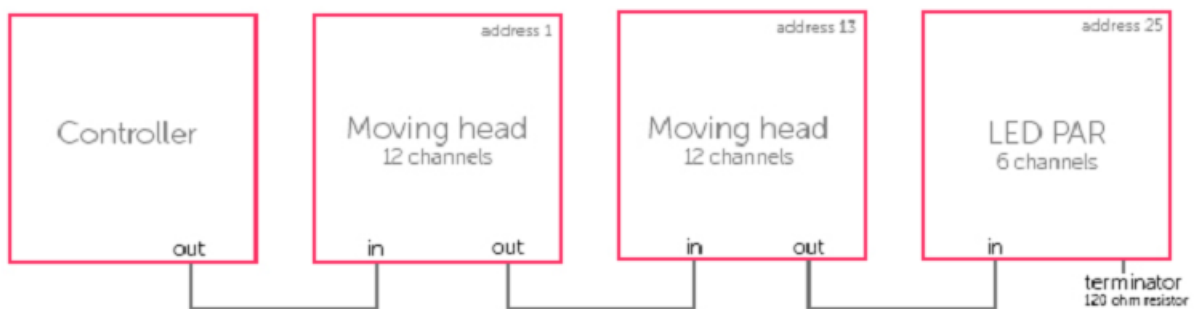 Controller
out
address 1
Moving head
12 channels
in out
address 13
Moving head
12 channels
in out
address 25
LED PAR
6 channels
in
terminator
120 ohm resistor